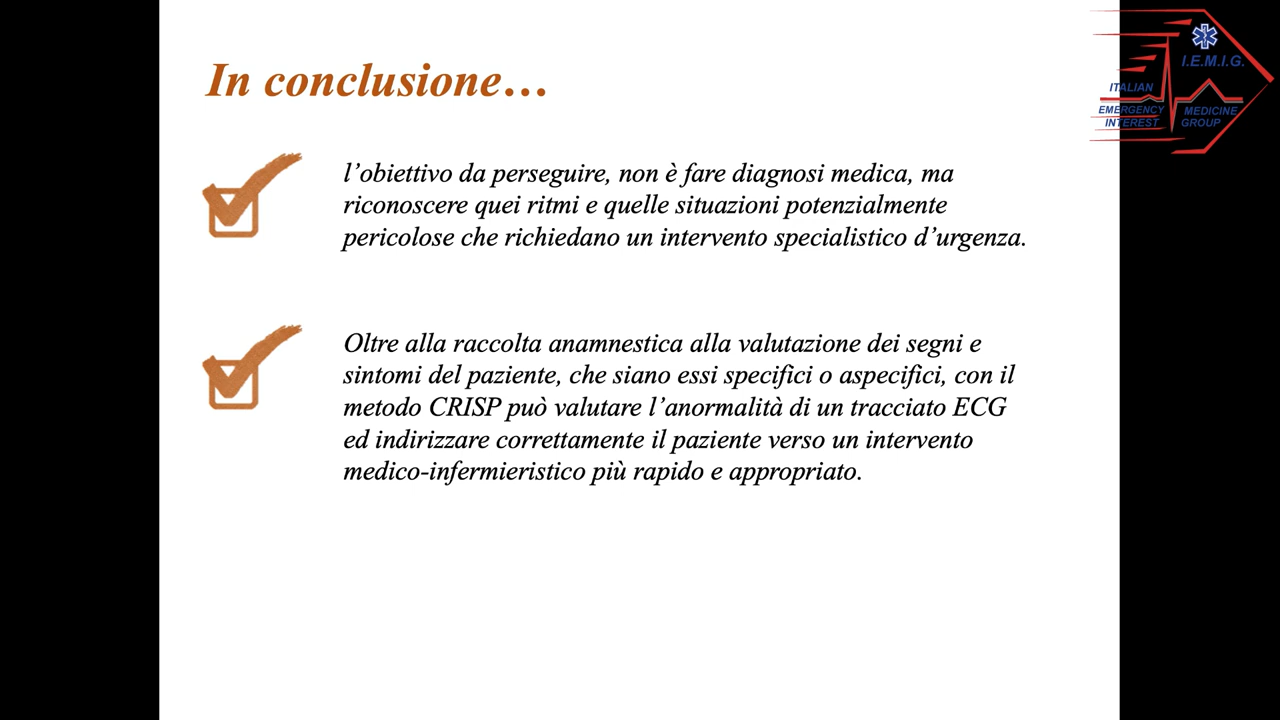 In conclusione…
I.E.M.I.G.
ITALIAN
EMERGENCY MEDICINE
INTEREST GROUP
l’obiettivo da perseguire, non è fare diagnosi medica, ma
riconoscere quei ritmi e quelle situazioni potenzialmente
pericolose che richiedano un intervento specialistico d’urgenza.
Oltre alla raccolta anamnestica alla valutazione dei segni e
sintomi del paziente, che siano essi specifici o aspecifici, con il
metodo CRISP può valutare l’anormalità di un tracciato ECG
ed indirizzare correttamente il paziente verso un intervento
medico-infermieristico più rapido e appropriato.